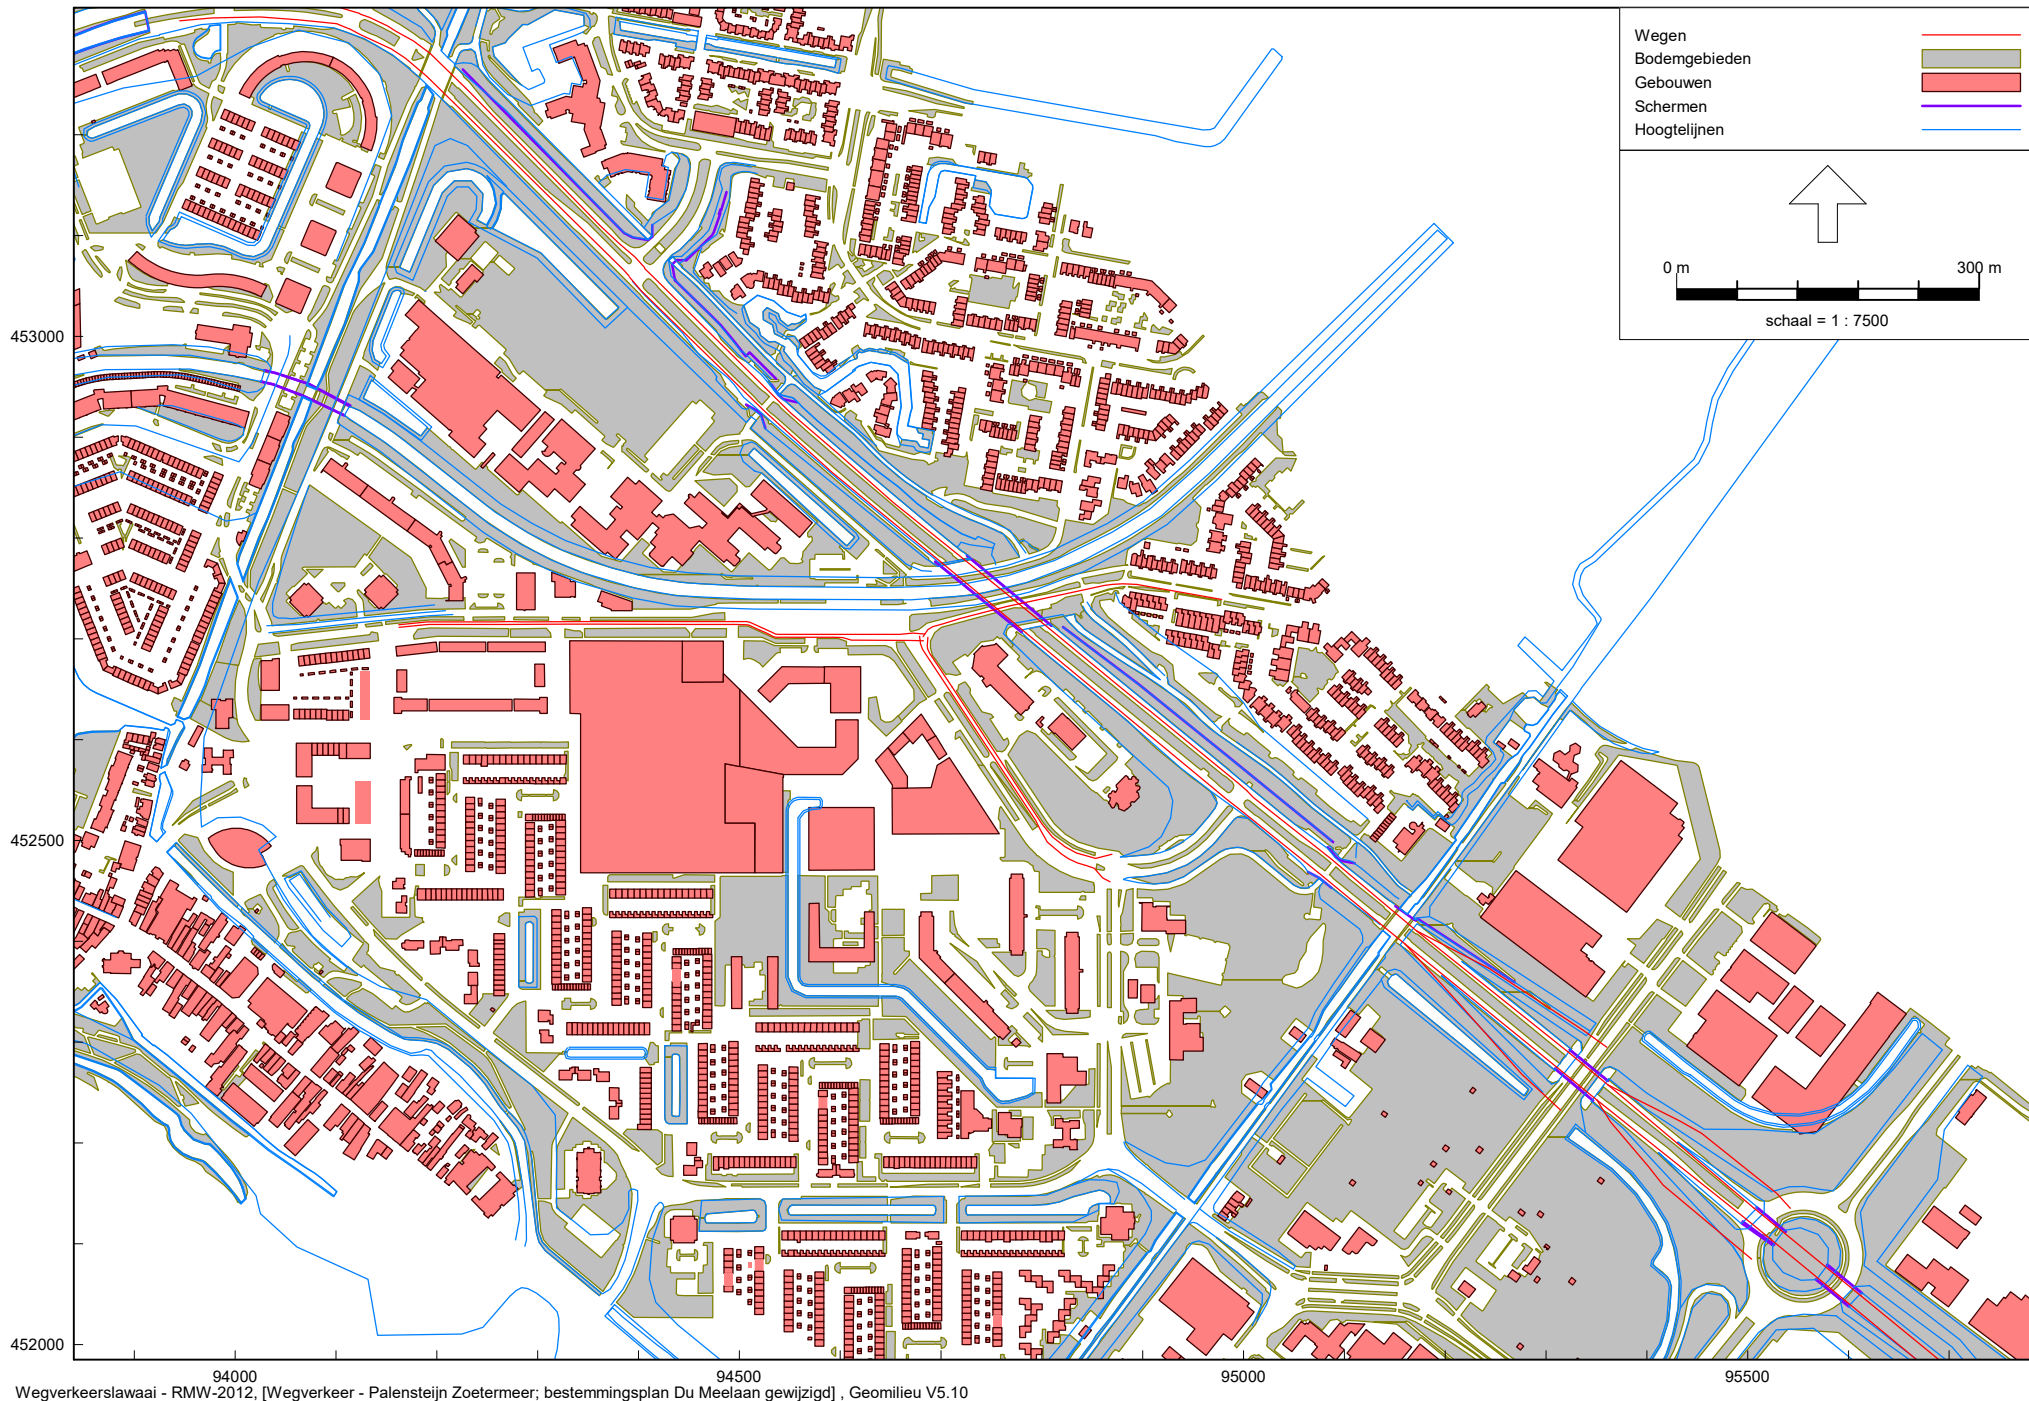 Wegen
Bodemgebieden
Gebouwen
Schermen
Hoogtelijnen
0 m 300 m
schaal = 1 : 7500
453000
452500
452000
94000 94500 95000 95500
Wegverkeerslawaai - RMW-2012, [Wegverkeer - Palensteijn Zoetermeer; bestemmingsplan Du Meelaan gewijzigd] , Geomilieu V5.10